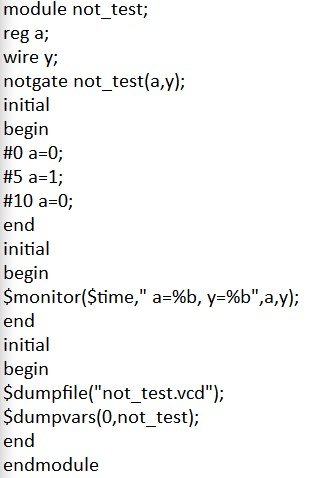 module not_test;
reg a;
wire y;
notgate not_test(a,y);
initial
begin
#0 a=0;
#5 a=1;
#10 a=0;
end
initial
begin
$monitor($time," a=%b, y=%b",a,y);
end
initial
begin
$dumpfile("not_test.vcd");
$dumpvars(0,not_test);
end
endmodule